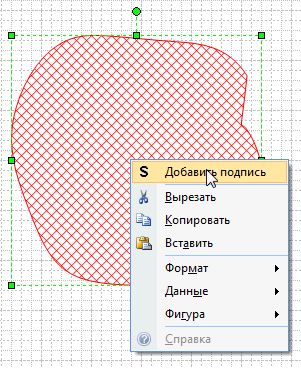 S Добавить подпись
Вырезать
Копировать
Вставить
Формат
Данные
Фигура
Справка